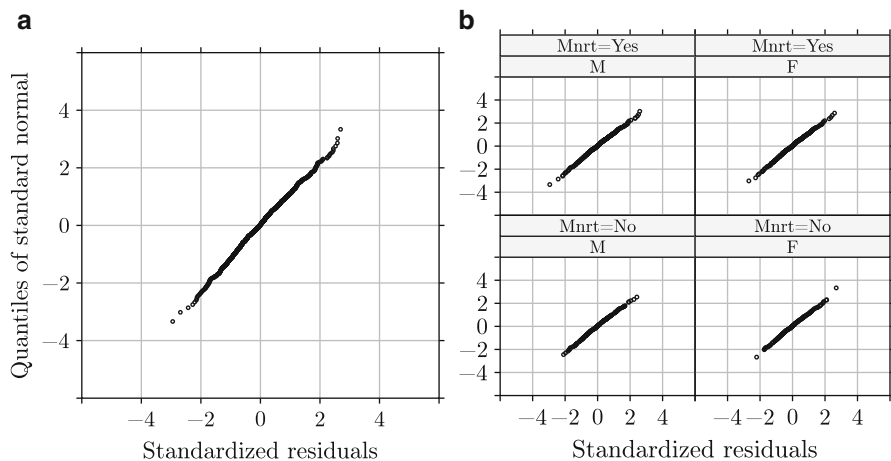 a
Quantiles of standard normal
4
2
0
−2
−4
−4 −2 0 2 4
Standardized residuals
b
Mnrt=Yes Mnrt=Yes
M F
4
2
0
−2
−4
Mnrt=No Mnrt=No
M F
4
2
0
−2
−4
−4 −2 0 2 4 −4 −2 0 2 4
Standardized residuals